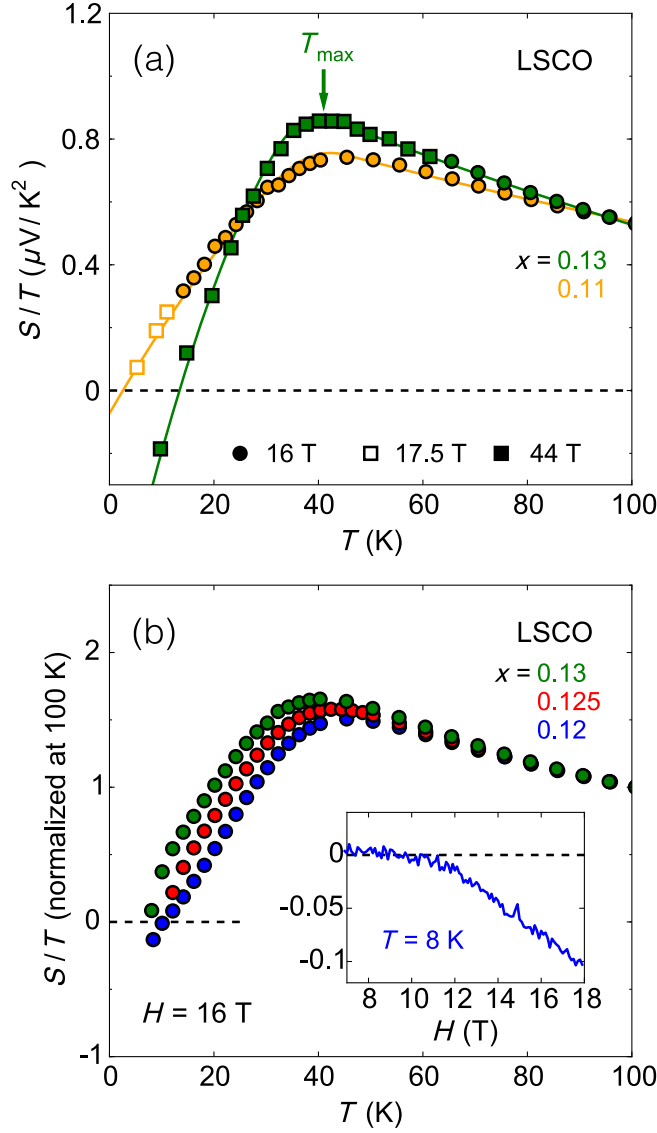 1.2
(a)
T max
LSCO
0.8
S / T (μV / K²)
0.4
x = 0.13
0.11
0
16 T
17.5 T
44 T
0
20
40
60
80
100
T (K)
(b)
LSCO
2
x = 0.13
0.125
0.12
S / T (normalized at 100 K)
1
0
-0.05
-0.1
T = 8 K
8
10
12
14
16
18
H (T)
0
H = 16 T
-1
0
20
40
60
80
100
T (K)